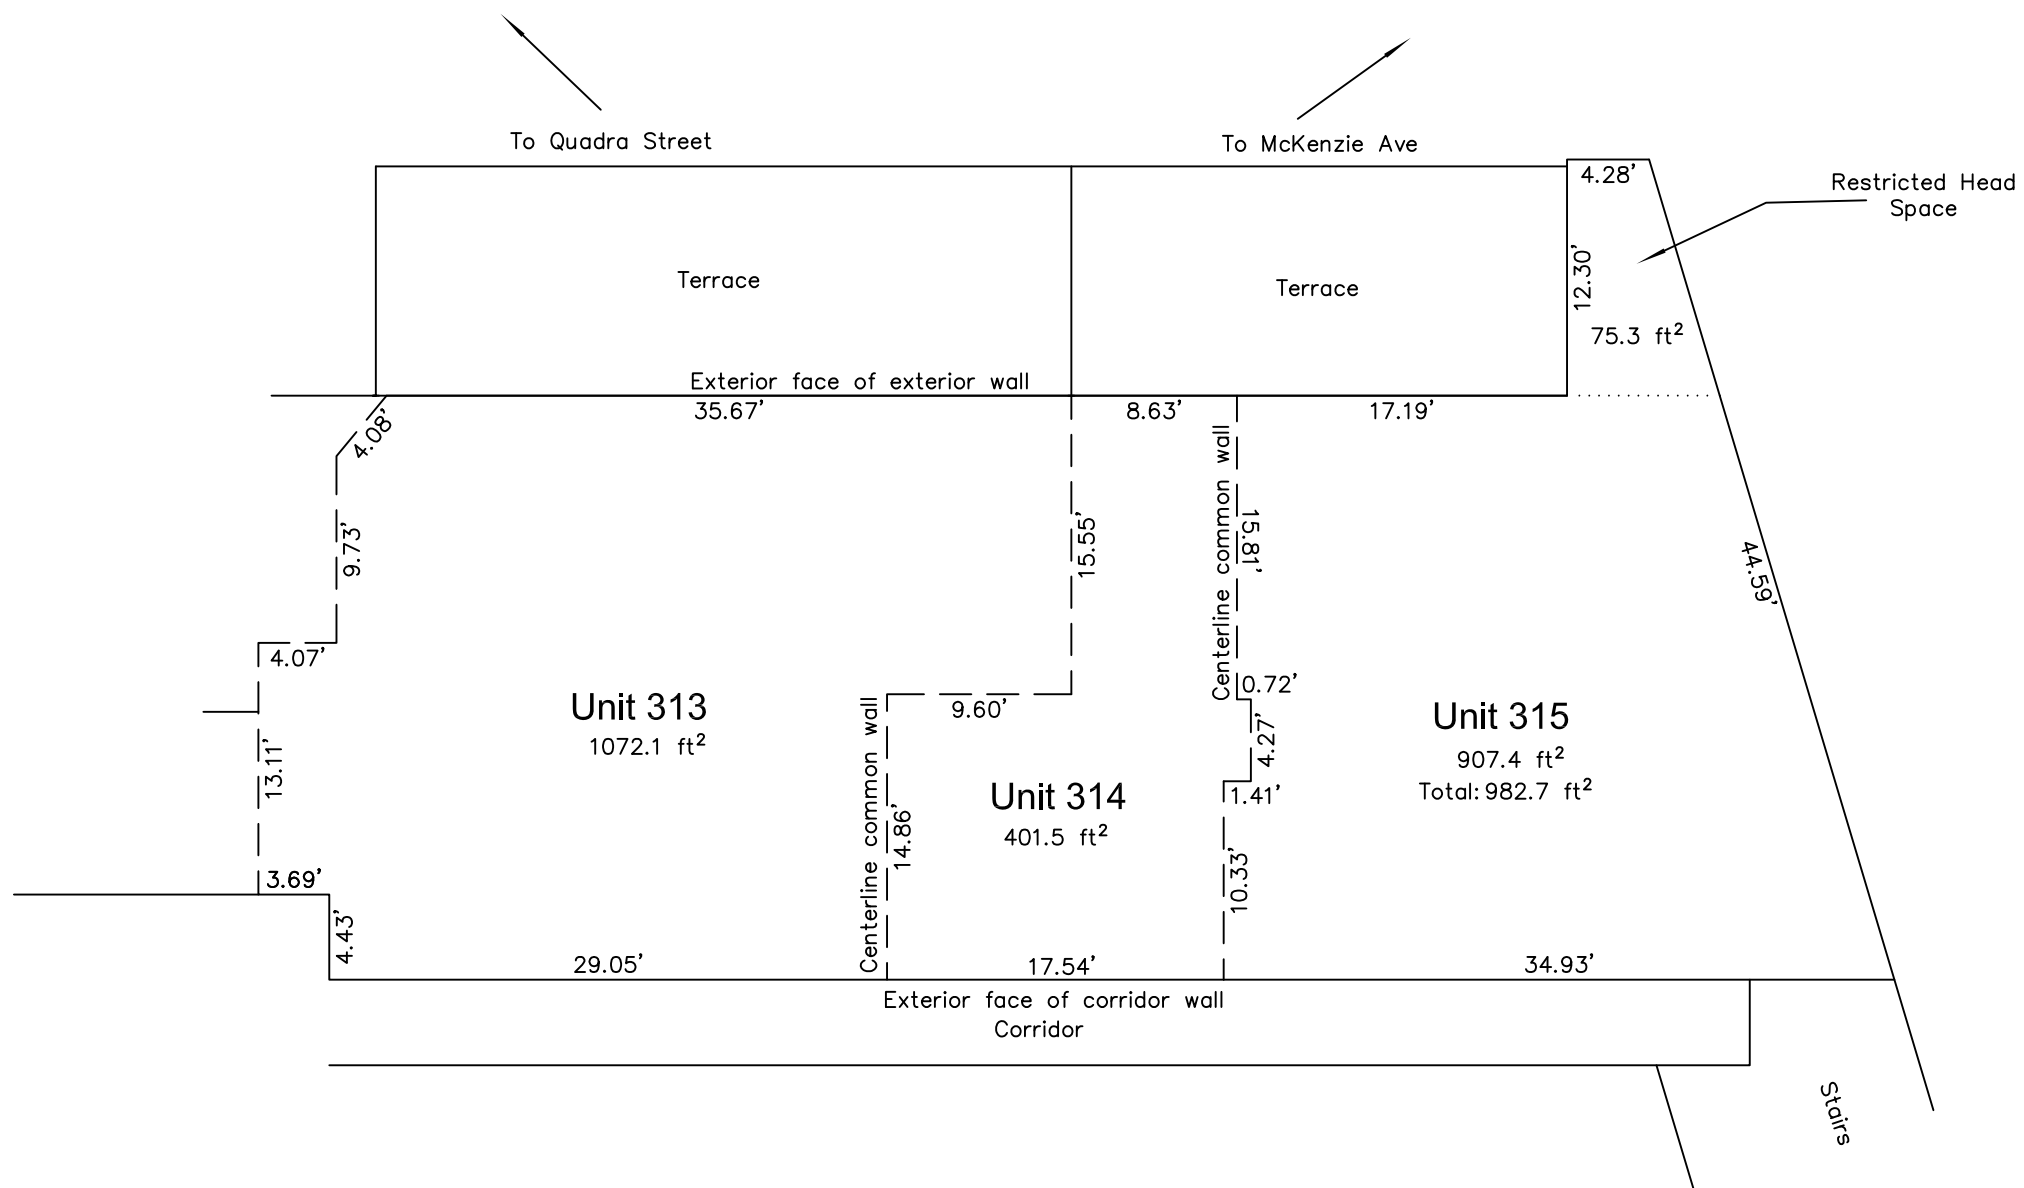 To Quadra Street
To McKenzie Ave
4.28’
Restricted Head
Space
12.30’
Terrace
Terrace
75.3 ft²
Exterior face of exterior wall
35.67’
8.63’
17.19’
4.08’
9.73’
15.55’
Centerline common wall
15.81’
44.59’
4.07’
0.72’
Unit 313
1072.1 ft²
9.60’
4.27’
Unit 315
907.4 ft²
Total: 982.7 ft²
13.11’
Centerline common wall
14.86’
Unit 314
401.5 ft²
1.41’
10.33’
3.69’
4.43’
29.05’
17.54’
34.93’
Exterior face of corridor wall
Corridor
Stairs